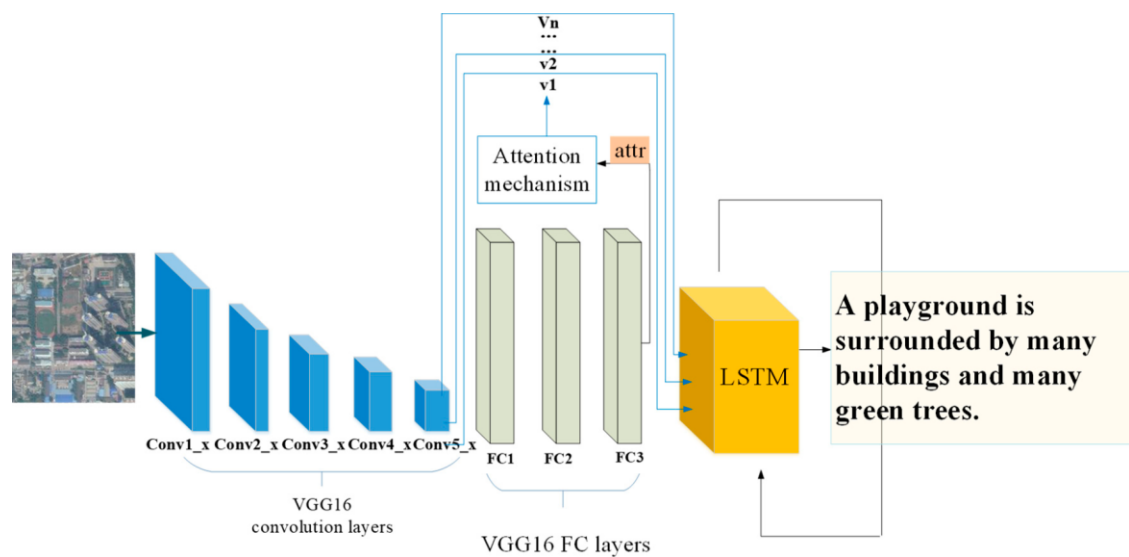 Vn
...
...
v2
v1
Attention
mechanism
attr
Conv1_x
Conv2_x
Conv3_x
Conv4_x
Conv5_x
VGG16
convolution layers
FC1
FC2
FC3
VGG16 FC layers
LSTM
A playground is
surrounded by many
buildings and many
green trees.